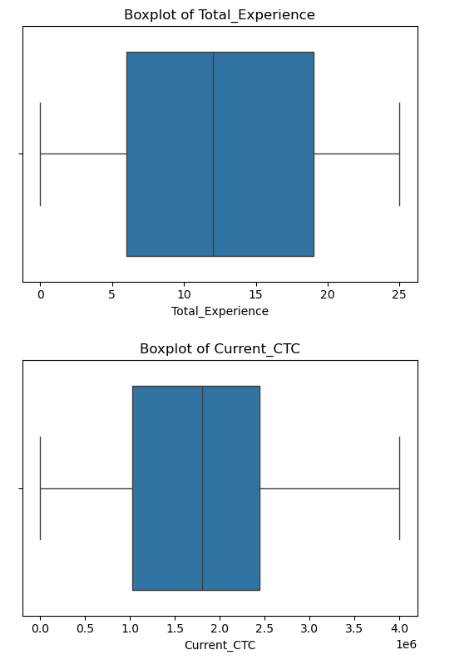 Boxplot of Total_Experience
0 5 10 15 20 25
Total_Experience
Boxplot of Current_CTC
0.0 0.5 1.0 1.5 2.0 2.5 3.0 3.5 4.0
1e6
Current_CTC